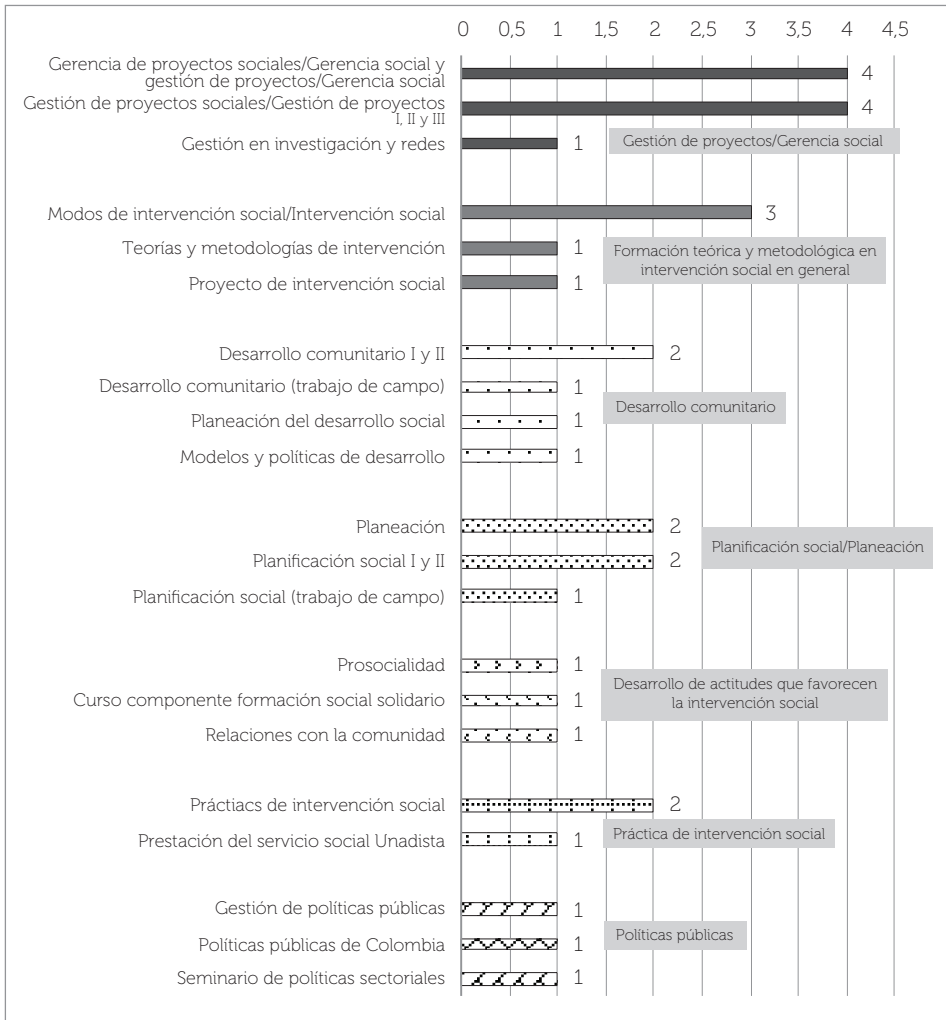 0 0,5 1 1,5 2 2,5 3 3,5 4 4,5
Gerencia de proyectos sociales/Gerencia social y
gestión de proyectos/Gerencia social
4
Gestión de proyectos sociales/Gestión de proyectos
I, II y III
4
Gestión en investigación y redes 1
Gestión de proyectos/Gerencia social
Modos de intervención social/Intervención social 3
Teorías y metodologías de intervención 1
Formación teórica y metodológica en
intervención social en general
Proyecto de intervención social 1
Desarrollo comunitario I y II 2
Desarrollo comunitario (trabajo de campo) 1
Desarrollo comunitario
Planeación del desarrollo social 1
Modelos y políticas de desarrollo 1
Planeación 2
Planificación social/Planeación
Planificación social I y II 2
Planificación social (trabajo de campo) 1
Prosocialidad 1
Desarrollo de actitudes que favorecen
la intervención social
Curso componente formación social solidario 1
Relaciones con la comunidad 1
Práctiacs de intervención social 2
Práctica de intervención social
Prestación del servicio social Unadista 1
Gestión de políticas públicas 1
Políticas públicas
Políticas públicas de Colombia 1
Seminario de políticas sectoriales 1